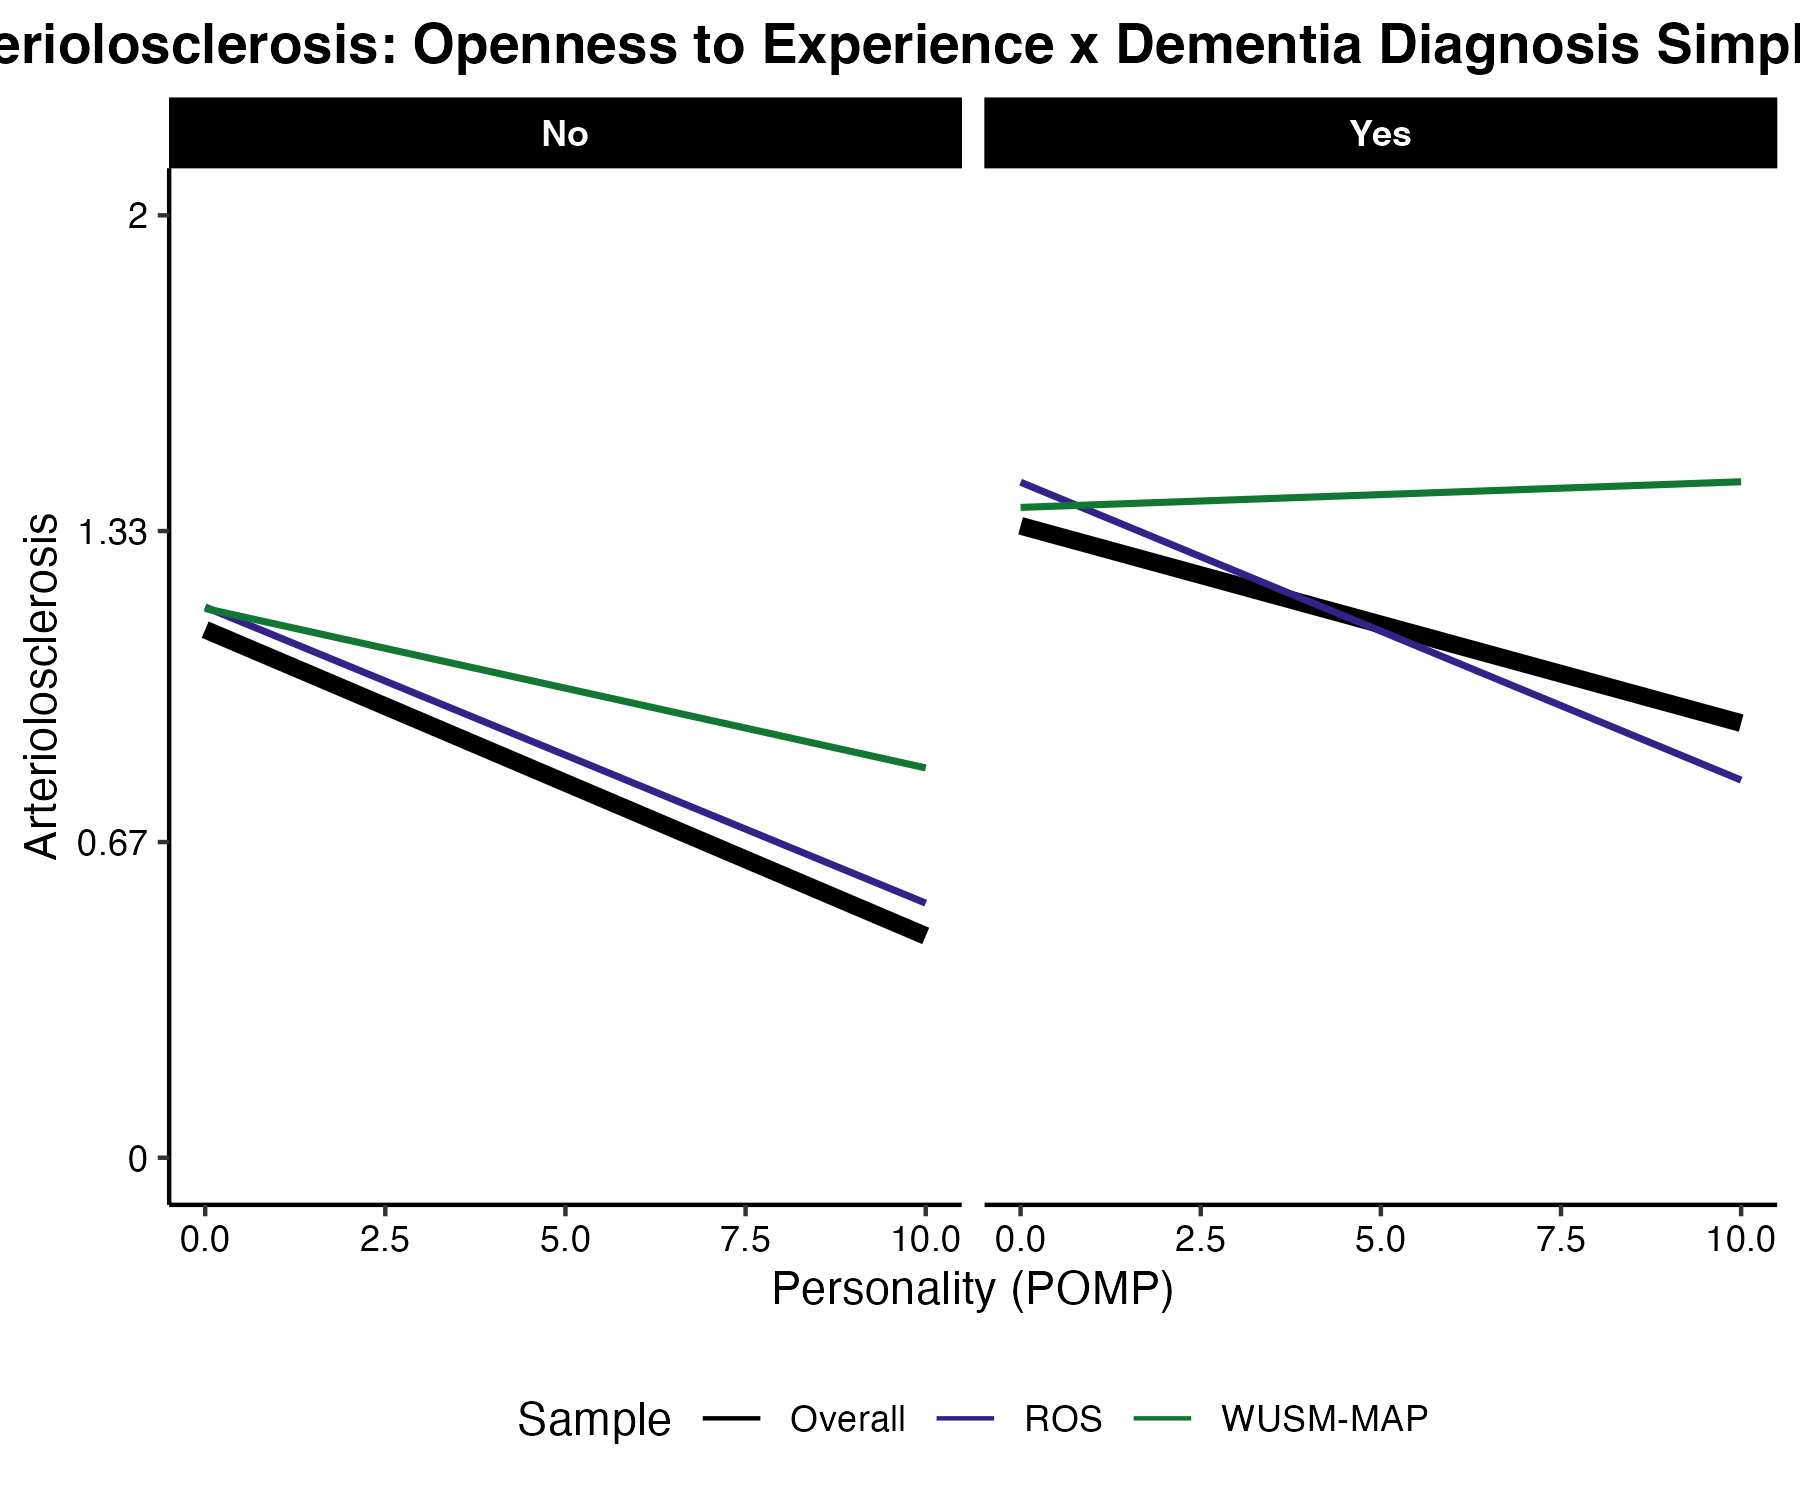 eriolosclerosis: Openness to Experience x Dementia Diagnosis Simpl
No Yes
2
1.33
0.67
0
Arteriolosclerosis
0.0 2.5 5.0 7.5 10.0 0.0 2.5 5.0 7.5 10.0
Personality (POMP)
Sample Overall ROS WUSM-MAP